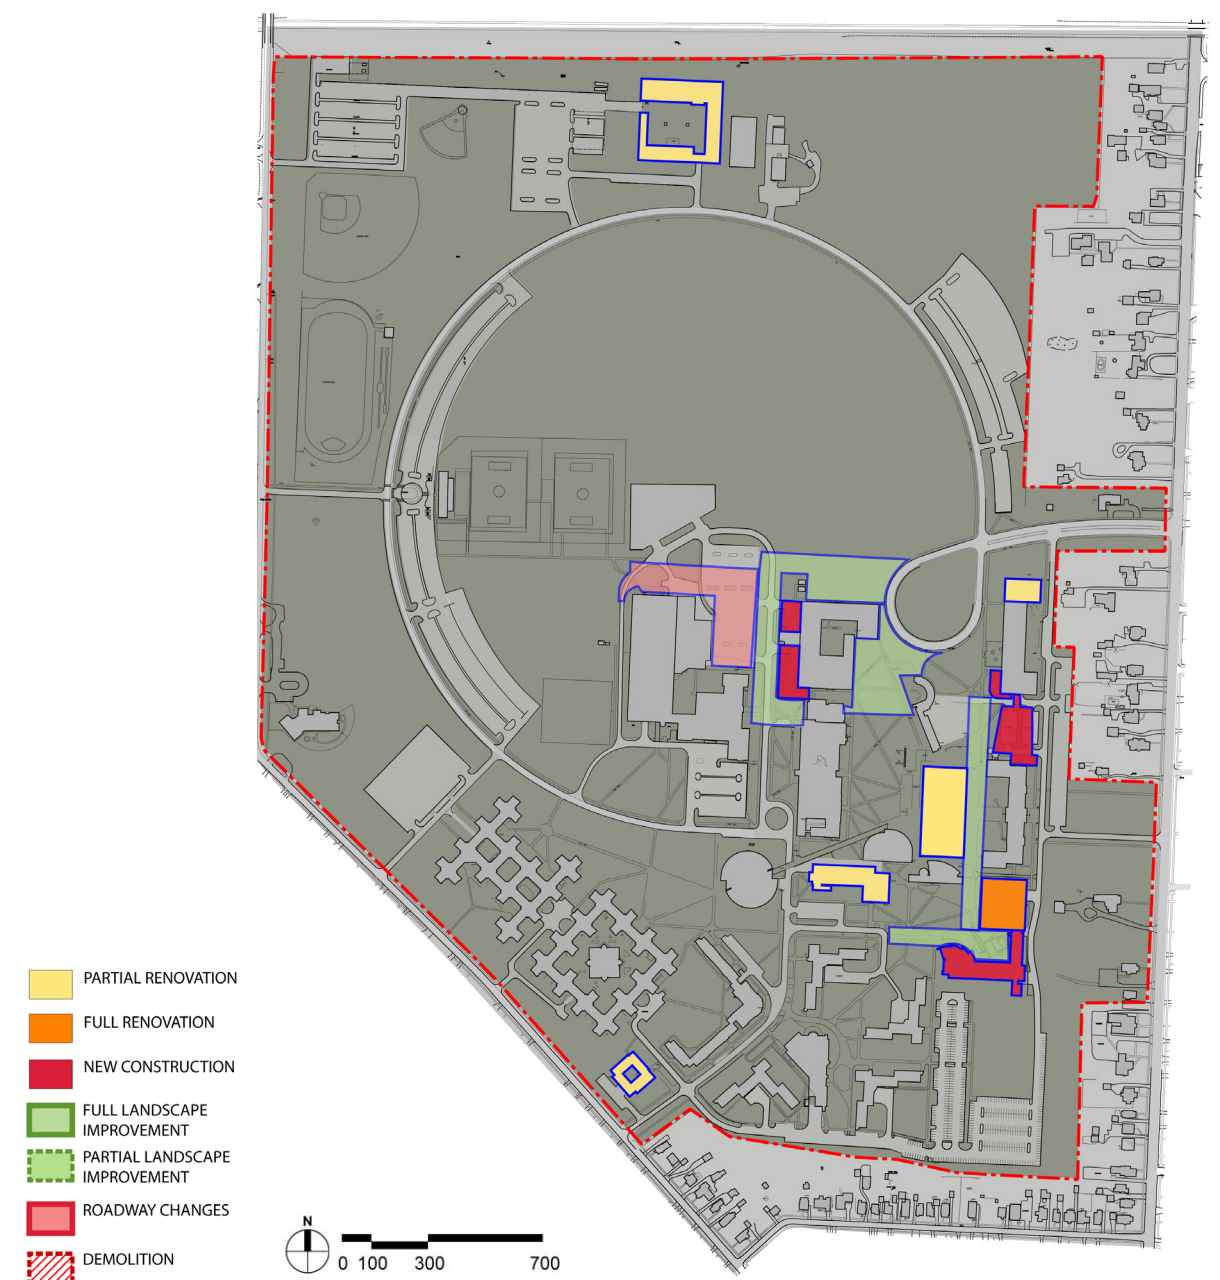 PARTIAL RENOVATION
FULL RENOVATION
NEW CONSTRUCTION
FULL LANDSCAPE
IMPROVEMENT
PARTIAL LANDSCAPE
IMPROVEMENT
ROADWAY CHANGES
DEMOLITION
N
0 100 300 700